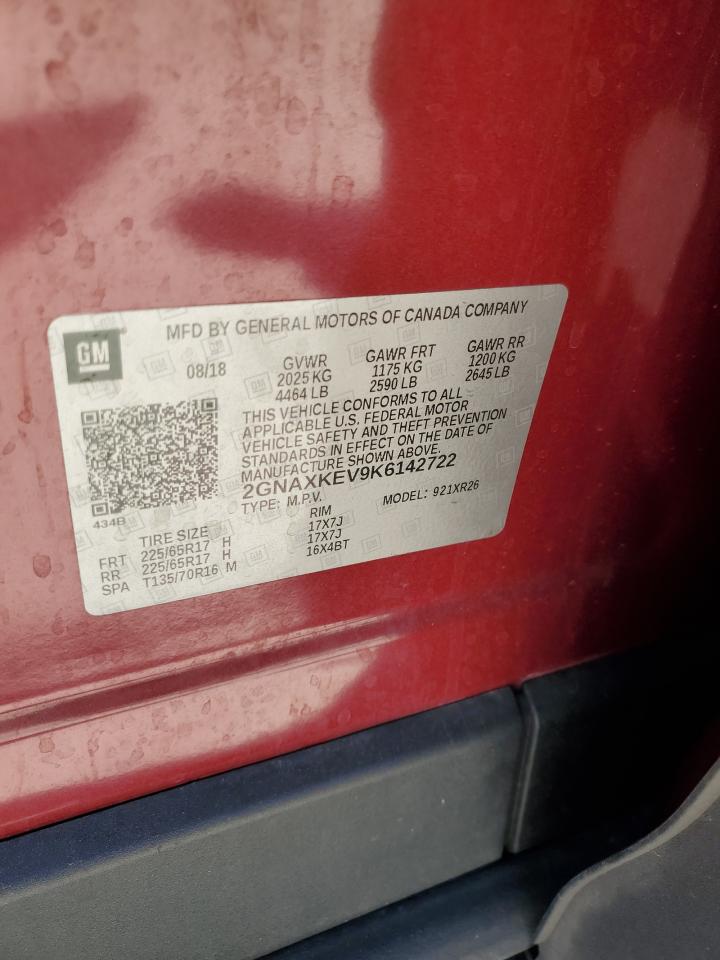 MFD BY GENERAL MOTORS OF CANADA COMPANY
GM
08/18
GVWR GAWR FRT GAWR RR
2025 KG 1175 KG 1200 KG
4464 LB 2590 LB 2645 LB
THIS VEHICLE CONFORMS TO ALL
APPLICABLE U.S. FEDERAL MOTOR
VEHICLE SAFETY AND THEFT PREVENTION
STANDARDS IN EFFECT ON THE DATE OF
MANUFACTURE SHOWN ABOVE.
2GNAXKEV9K6142722
TYPE: M.P.V. MODEL: 921XR26
434B
TIRE SIZE RIM
FRT 225/65R17 H 17X7J
RR 225/65R17 H 17X7J
SPA T135/70R16 M 16X4BT